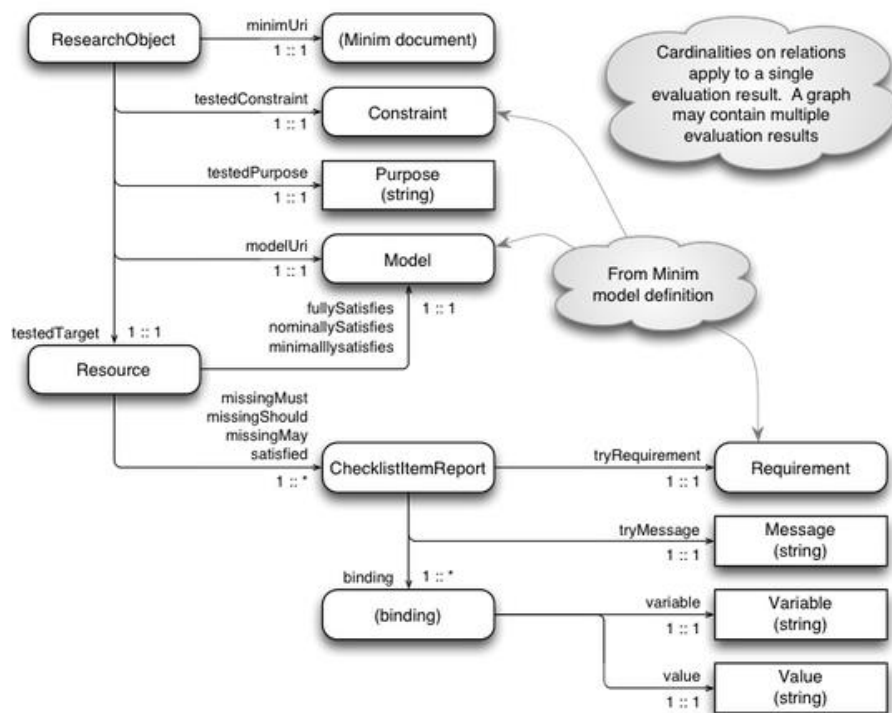 ResearchObject
minimUri
1 :: 1
(Minim document)
Cardinalities on relations
apply to a single
evaluation result. A graph
may contain multiple
evaluation results
testedConstraint
1 :: 1
Constraint
testedPurpose
1 :: 1
Purpose
(string)
modelUri
1 :: 1
Model
From Minim
model definition
fullySatisfies
nominallySatisfies
minimalllysatisfies
1 :: 1
testedTarget
1 :: 1
Resource
missingMust
missingShould
missingMay
satisfied
1 :: *
ChecklistItemReport
tryRequirement
1 :: 1
Requirement
tryMessage
1 :: 1
Message
(string)
binding
1 :: *
(binding)
variable
1 :: 1
Variable
(string)
value
1 :: 1
Value
(string)